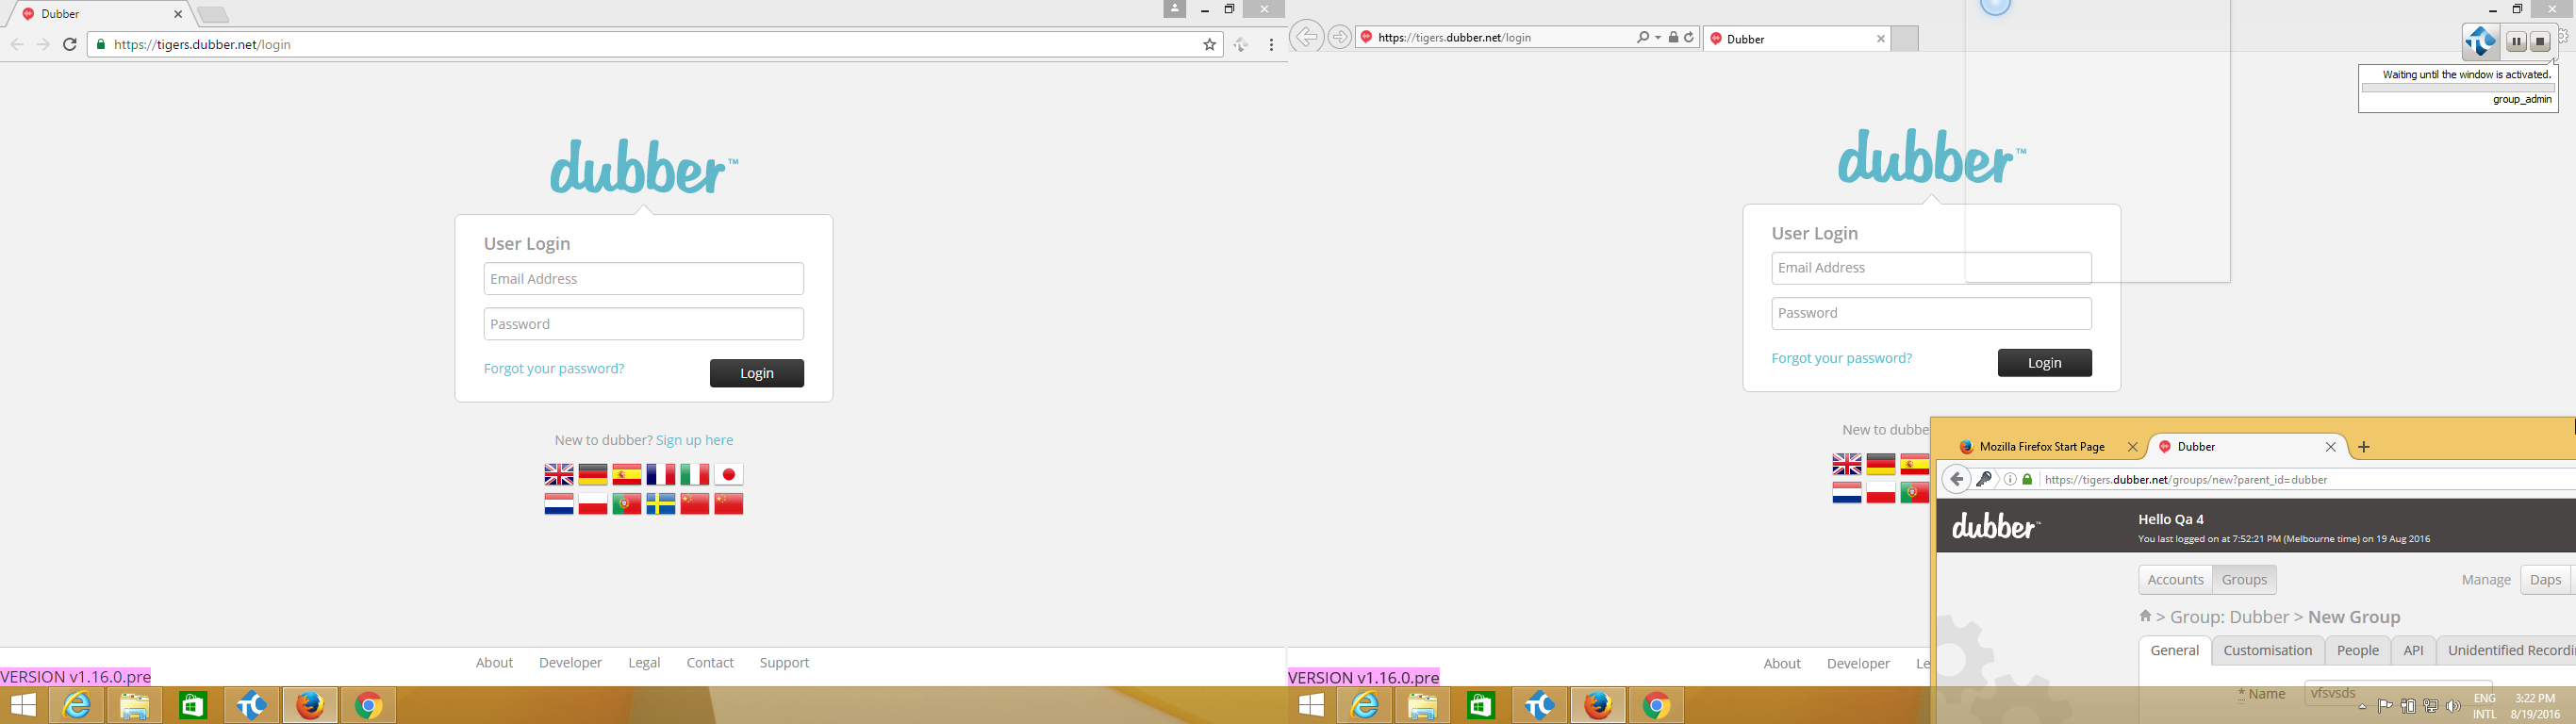 Dubber
https://tigers.dubber.net/login
dubber™
User Login
Email Address
Password
Forgot your password?
Login
New to dubber? Sign up here
About Developer Legal Contact Support
VERSION v1.16.0.pre
https://tigers.dubber.net/login
Dubber
Waiting until the window is activated.
group_admin
dubber™
User Login
Email Address
Password
Forgot your password?
Login
New to dubbe
About Developer Le
VERSION v1.16.0.pre
Mozilla Firefox Start Page
Dubber
https://tigers.dubber.net/groups/new?parent_id=dubber
dubber™
Hello Qa 4
You last logged on at 7:52:21 PM (Melbourne time) on 19 Aug 2016
Accounts Groups Manage Daps
> Group: Dubber > New Group
General Customisation People API Unidentified Recordi
* Name vfsvsds
ENG 3:22 PM
INTL 8/19/2016